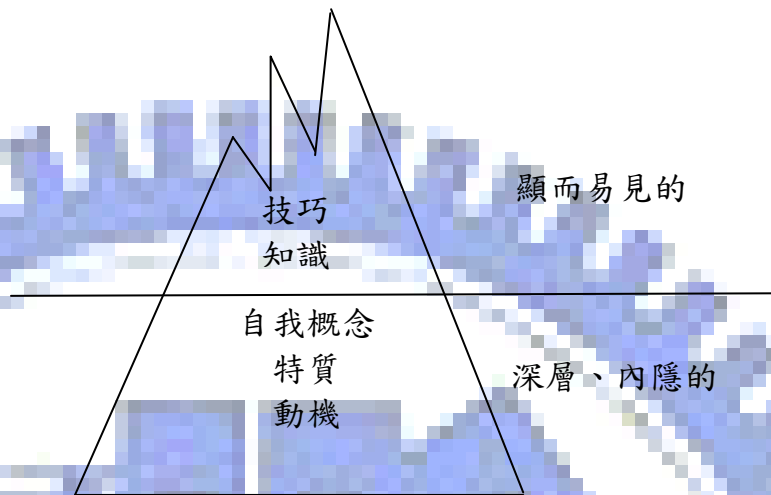 顯而易見的
技巧
知識
自我概念
特質
動機
深層、內隱的